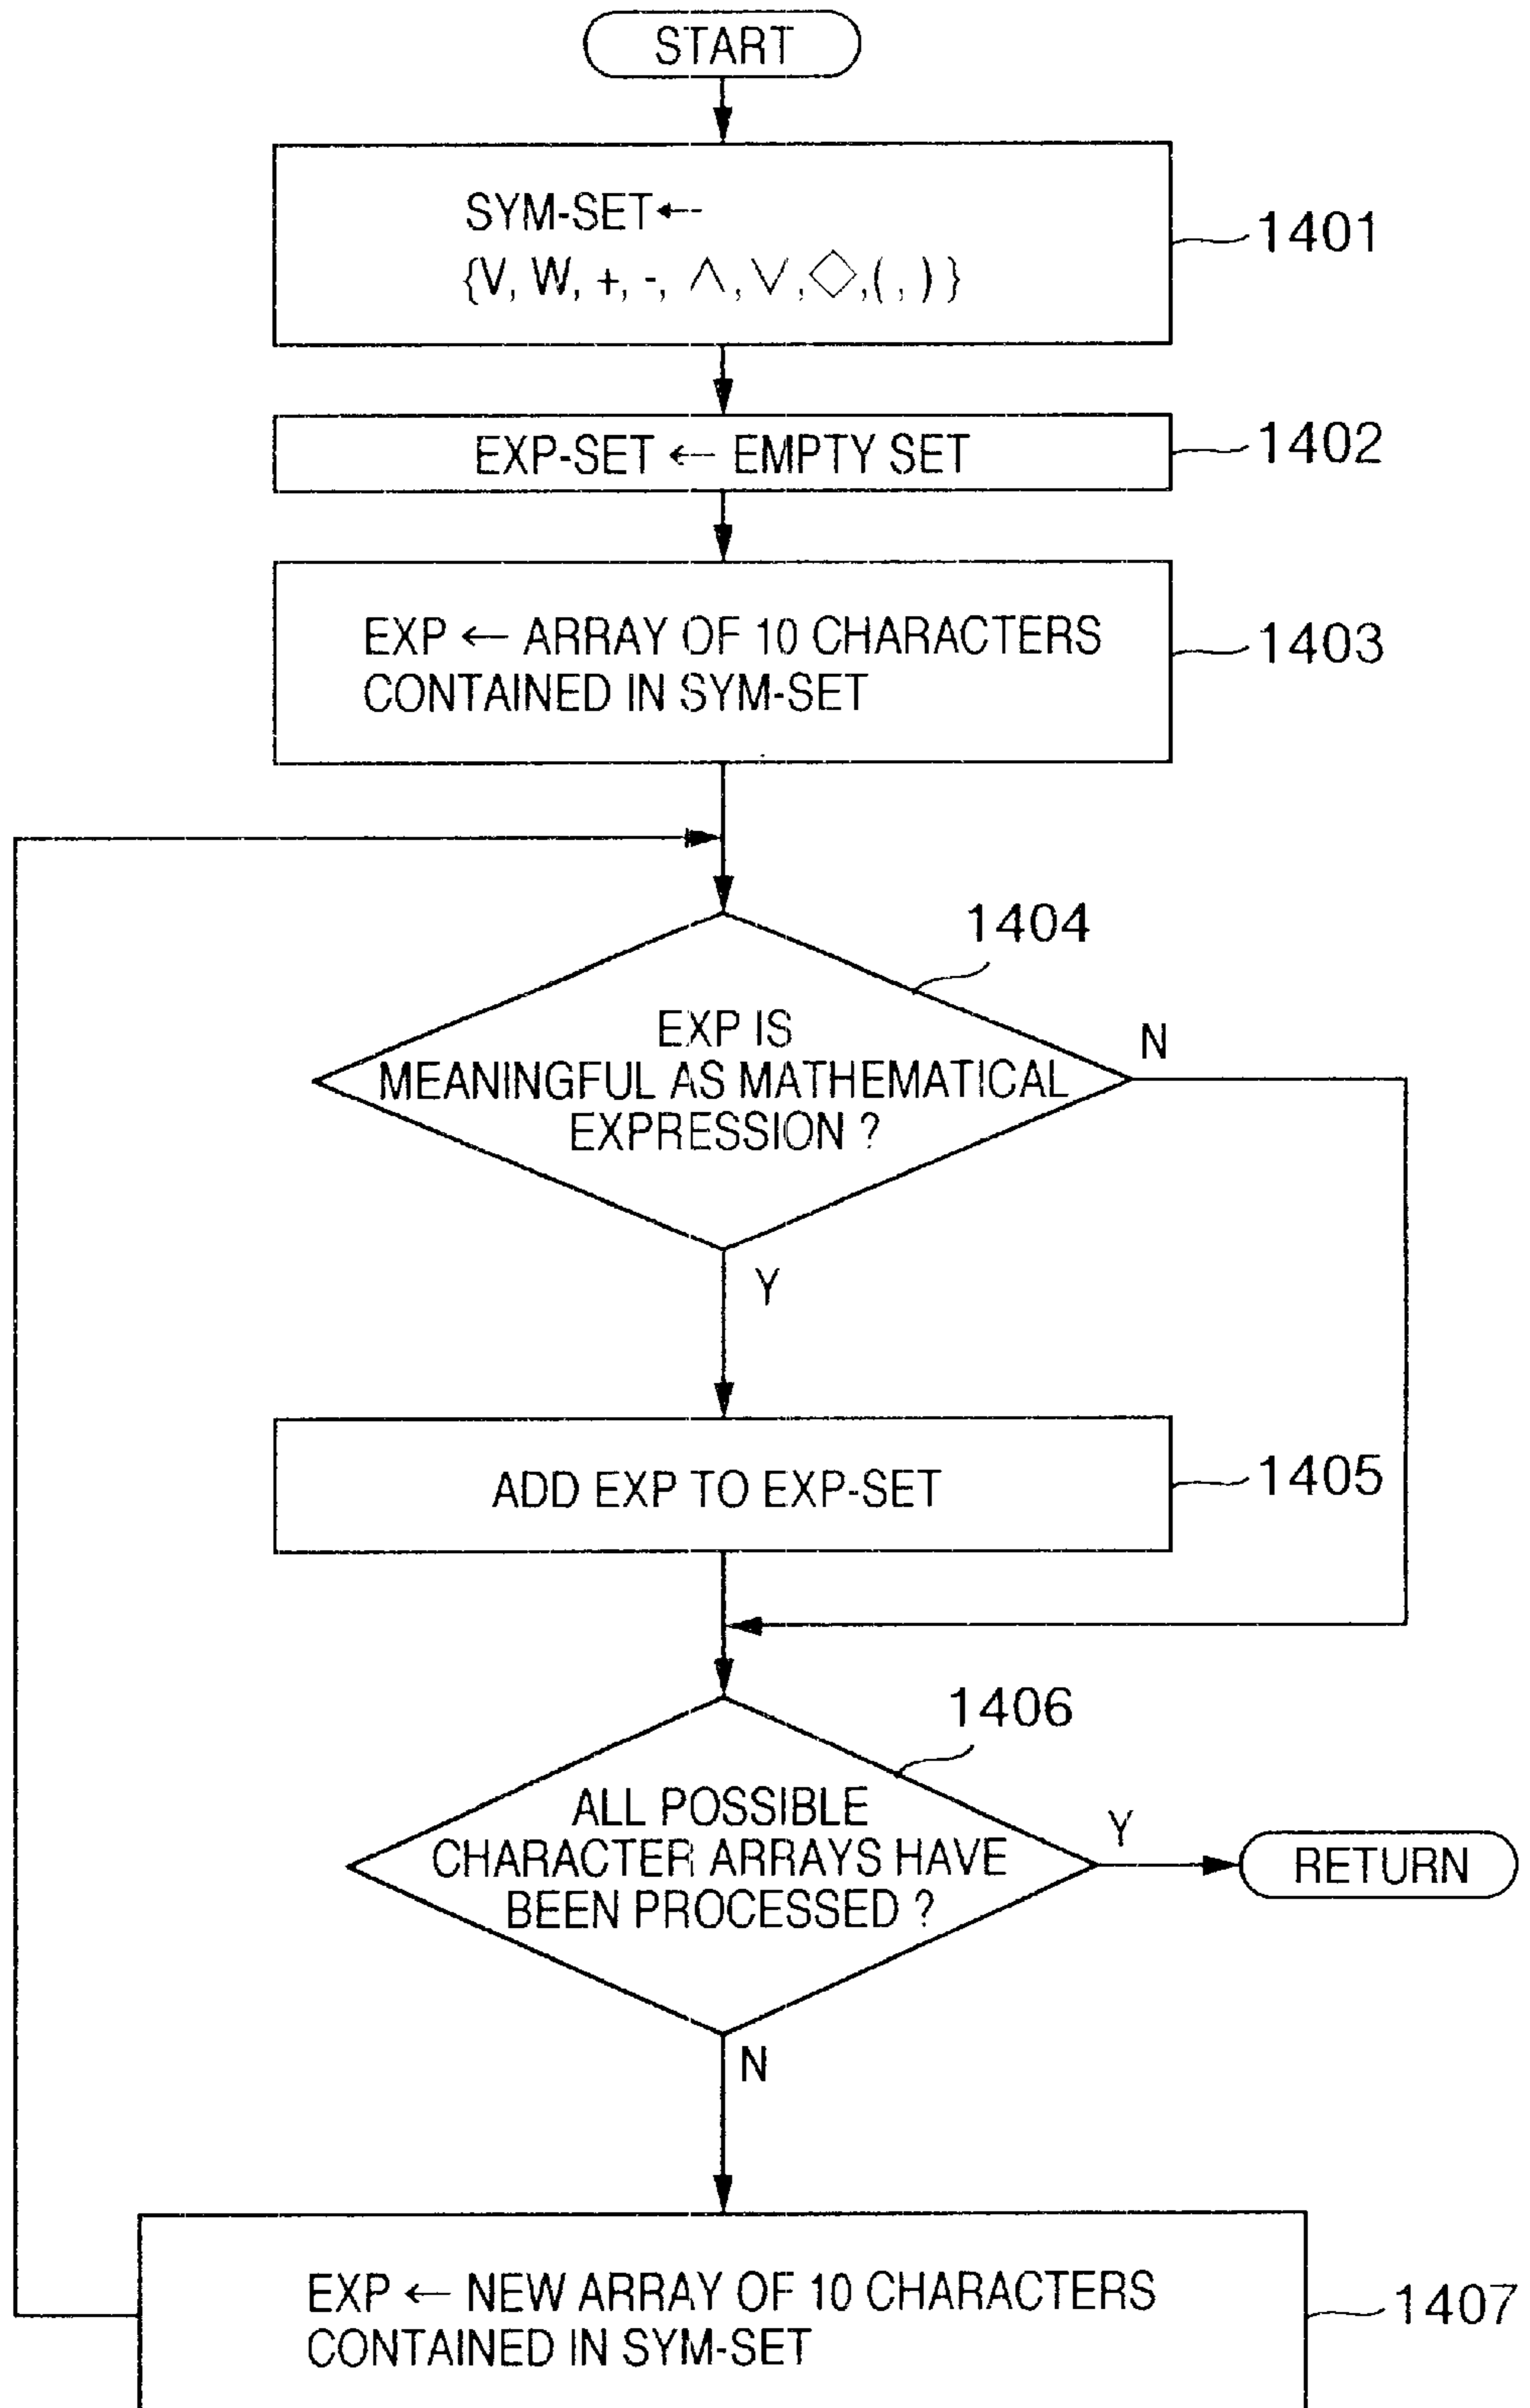 START
SYM-SET←
{V, W, +, -, ∧, ∨, ◇, (, ) }
1401
EXP-SET ← EMPTY SET
1402
EXP ← ARRAY OF 10 CHARACTERS
CONTAINED IN SYM-SET
1403
1404
EXP IS
MEANINGFUL AS MATHEMATICAL
EXPRESSION ?
N
Y
ADD EXP TO EXP-SET
1405
1406
ALL POSSIBLE
CHARACTER ARRAYS HAVE
BEEN PROCESSED ?
Y
RETURN
N
EXP ← NEW ARRAY OF 10 CHARACTERS
CONTAINED IN SYM-SET
1407